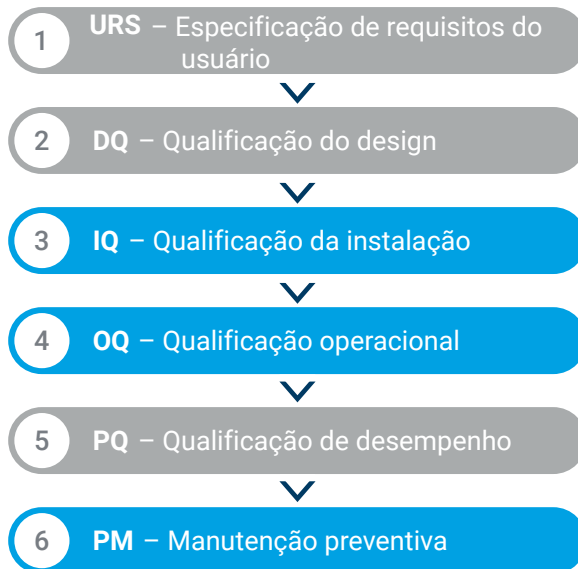 1
URS – Especificação de requisitos do
usuário
2
DQ – Qualificação do design
3
IQ – Qualificação da instalação
4
OQ – Qualificação operacional
5
PQ – Qualificação de desempenho
6
PM – Manutenção preventiva